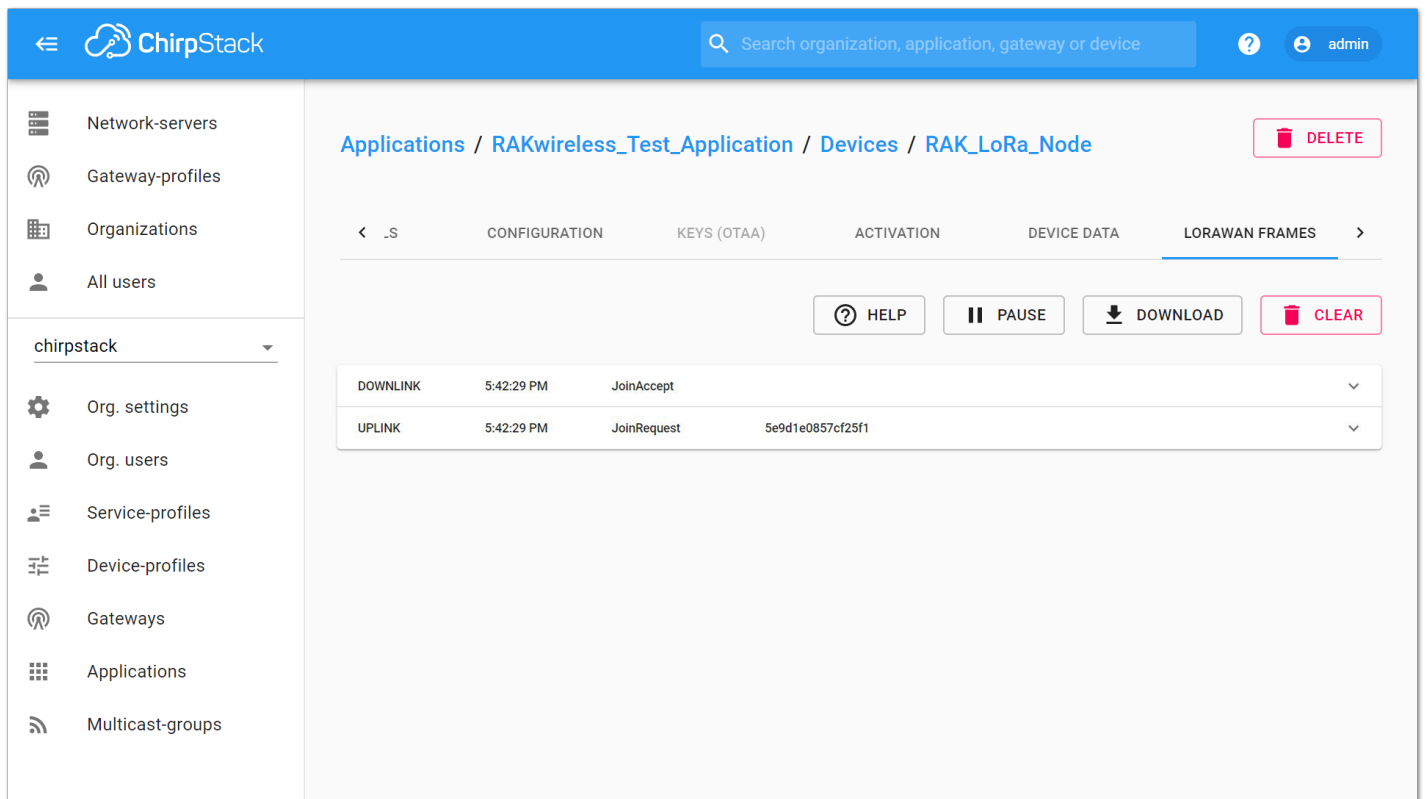 ChirpStack
Search organization, application, gateway or device
? admin
Network-servers
Gateway-profiles
Organizations
All users
chirpstack
Org. settings
Org. users
Service-profiles
Device-profiles
Gateways
Applications
Multicast-groups
Applications / RAKwireless_Test_Application / Devices / RAK_LoRa_Node
DELETE
LS CONFIGURATION KEYS (OTAA) ACTIVATION DEVICE DATA LORAWAN FRAMES
? HELP PAUSE DOWNLOAD CLEAR
DOWNLINK 5:42:29 PM JoinAccept
UPLINK 5:42:29 PM JoinRequest 5e9d1e0857cf25f1